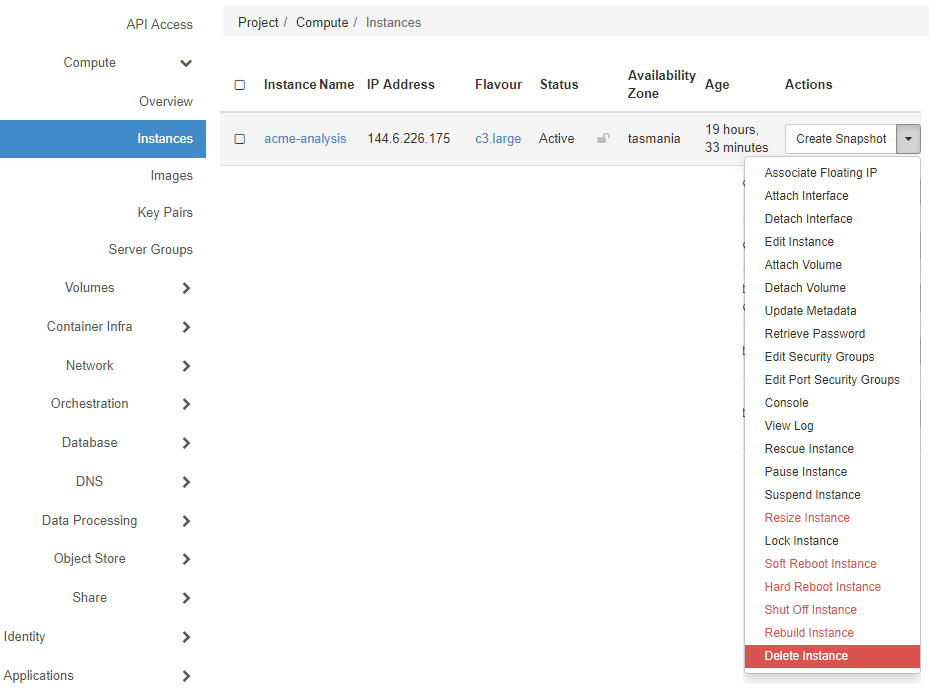 API Access
Compute
Overview
Instances
Images
Key Pairs
Server Groups
Volumes
Container Infra
Network
Orchestration
Database
DNS
Data Processing
Object Store
Share
Identity
Applications
Project / Compute / Instances
Instance Name IP Address Flavour Status Availability Zone Age Actions
acme-analysis 144.6.226.175 c3.large Active tasmania 19 hours, 33 minutes Create Snapshot
Associate Floating IP
Attach Interface
Detach Interface
Edit Instance
Attach Volume
Detach Volume
Update Metadata
Retrieve Password
Edit Security Groups
Edit Port Security Groups
Console
View Log
Rescue Instance
Pause Instance
Suspend Instance
Resize Instance
Lock Instance
Soft Reboot Instance
Hard Reboot Instance
Shut Off Instance
Rebuild Instance
Delete Instance